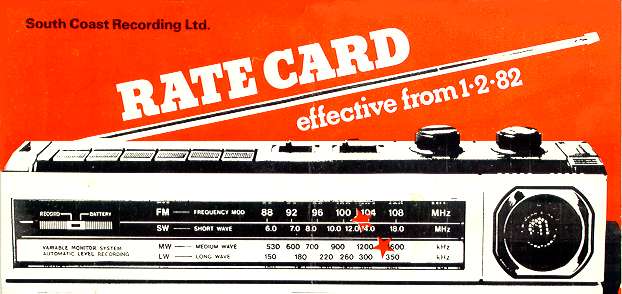 South Coast Recording Ltd.
RATE CARD
effective from 1·2·82
RECORD BATTERY
FM FREQUENCY MOD 88 92 96 100 104 108 MHz
SW SHORT WAVE 6.0 7.0 8.0 10.0 12.0 14.0 18.0 MHz
VARIABLE MONITOR SYSTEM
AUTOMATIC LEVEL RECORDING
MW MEDIUM WAVE 530 600 700 900 1200 kHz
LW LONG WAVE 150 180 220 260 300 350 kHz